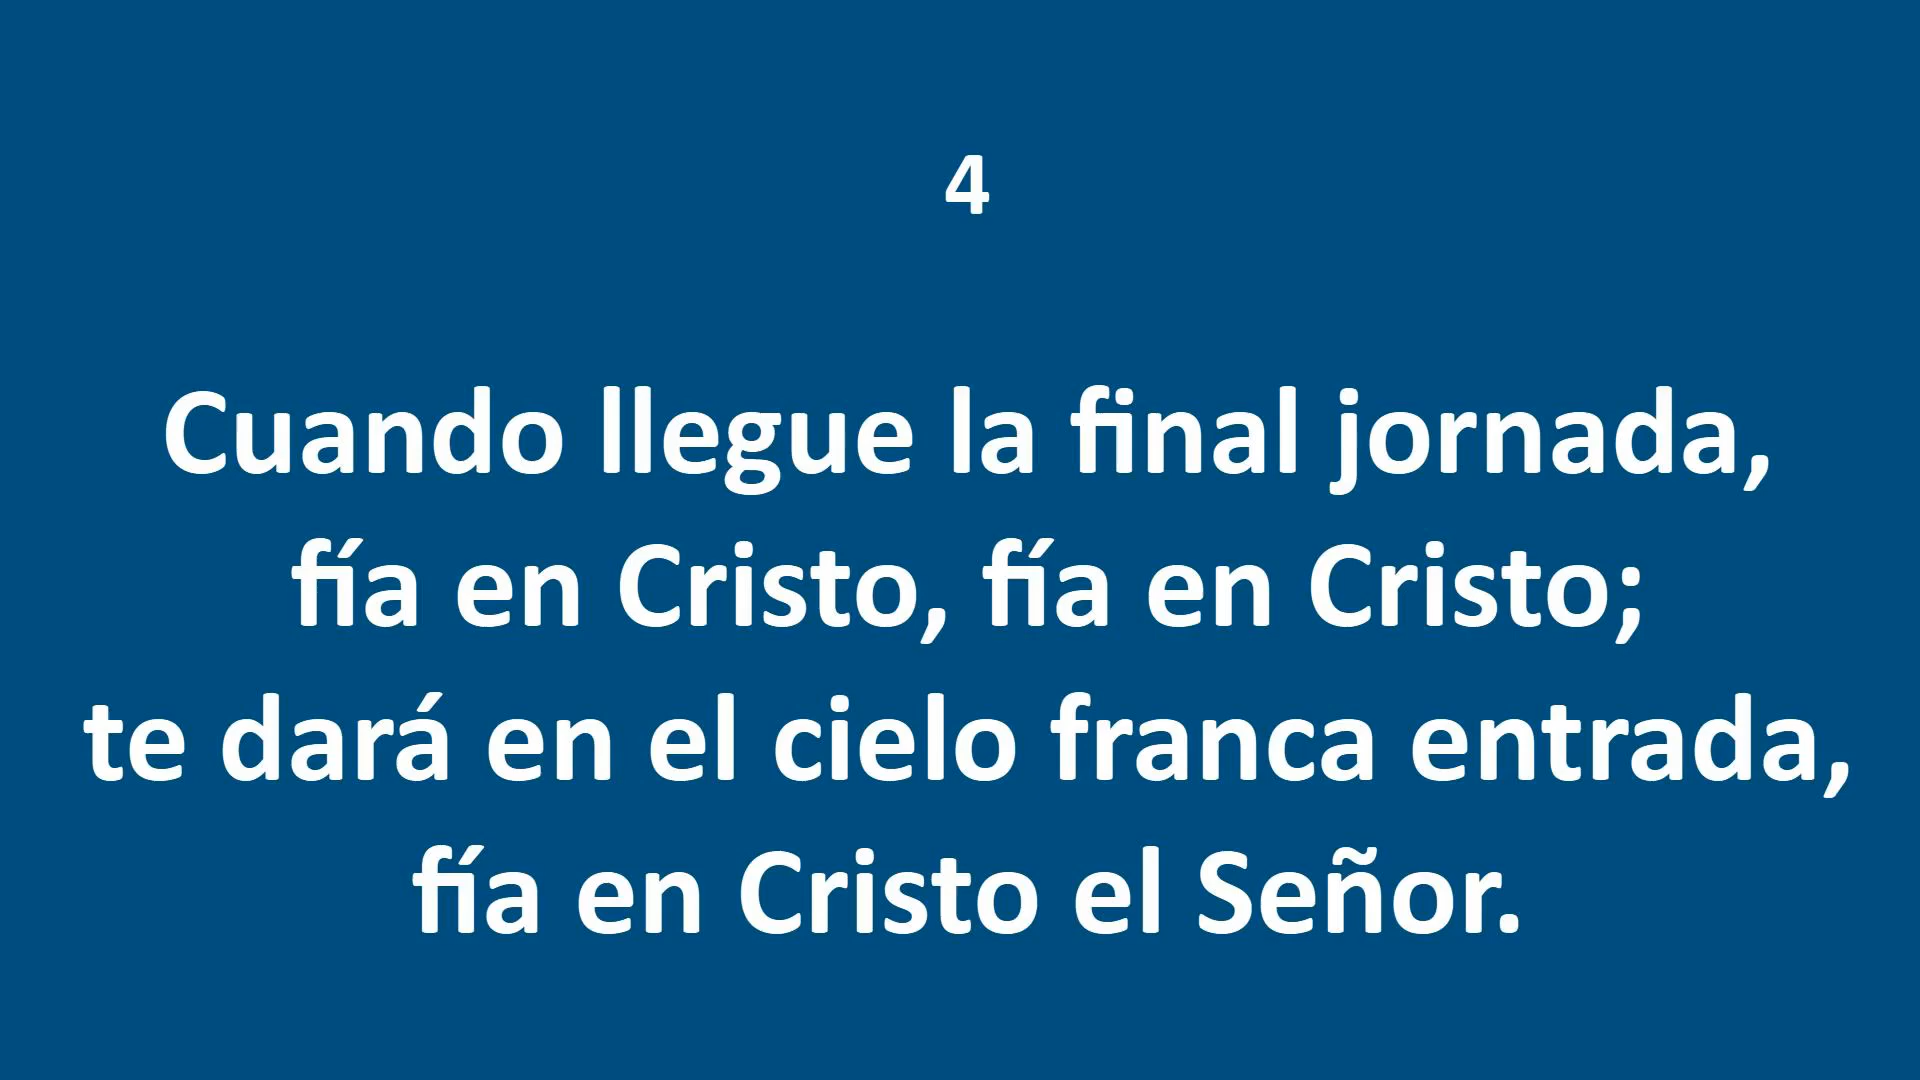 4
Cuando llegue la final jornada,
fía en Cristo, fía en Cristo;
te dará en el cielo franca entrada,
fía en Cristo el Señor.